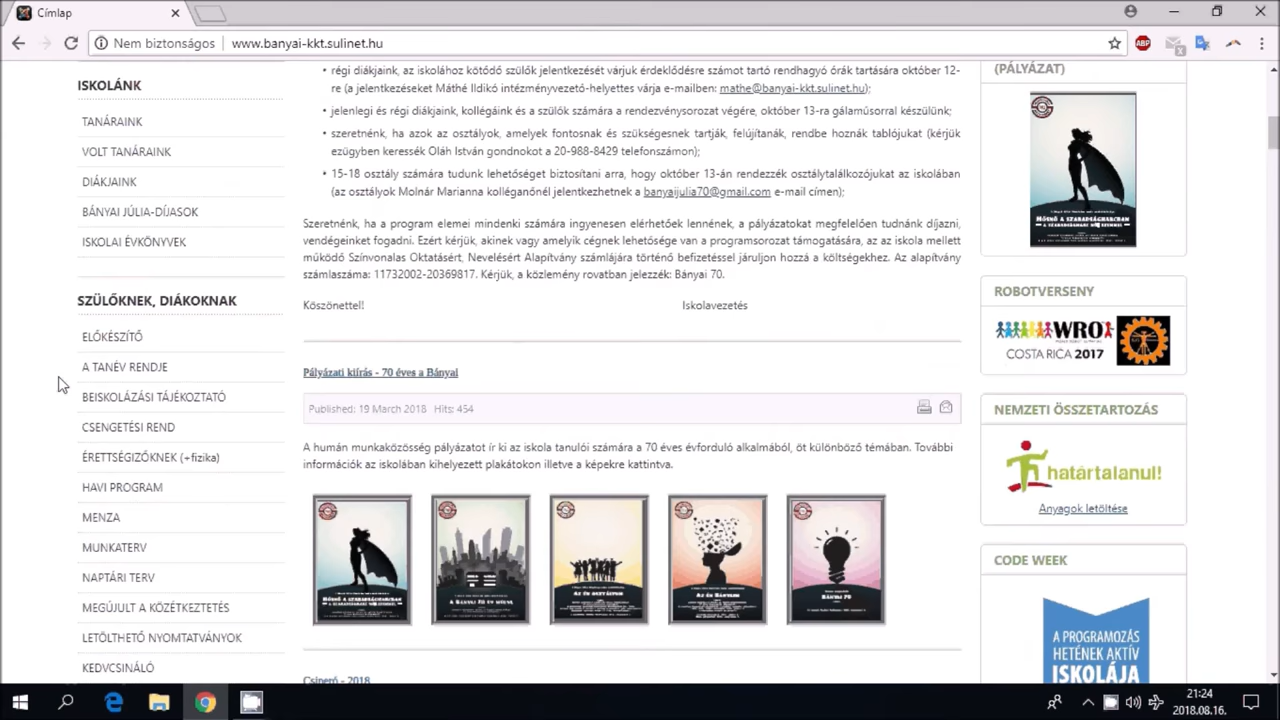 Címlap
Nem biztonságos
www.banyai-kkt.sulinet.hu
ABP
ISKOLÁNK
TANÁRAINK
VOLT TANÁRAINK
DIÁKJAINK
BÁNYAI JÚLIA-DÍJASOK
ISKOLAI ÉVKÖNYVEK
SZÜLŐKNEK, DIÁKOKNAK
ELŐKÉSZÍTŐ
A TANÉV RENDJE
BEISKOLÁZÁSI TÁJÉKOZTATÓ
CSENGETÉSI REND
ÉRETTSÉGIZŐKNEK (+fizika)
HAVI PROGRAM
MENZA
MUNKATERV
NAPTÁRI TERV
MEGÚJULT A KÖZÉTKEZTETÉS
LETÖLTHETŐ NYOMTATVÁNYOK
KEDVCSINÁLÓ
• régi diákjaink, az iskolához kötődő szülők jelentkezését várjuk érdeklődésre számot tartó rendhagyó órák tartására október 12-
re (a jelentkezéseket Máthé Ildikó intézményvezető-helyettes várja e-mailben: mathe@banyai-kkt.sulinet.hu);
• jelenlegi és régi diákjaink, kollégáink és a szülők számára a rendezvénysorozat végére, október 13-ra gálaműsorral készülünk;
• szeretnénk, ha azok az osztályok, amelyek fontosnak és szükségesnek tartják, felújítanák, rendbe hoznák tablójukat (kérjük
ezügyben keressék Oláh István gondnokot a 20-988-8429 telefonszámon);
• 15-18 osztály számára tudunk lehetőséget biztosítani arra, hogy október 13-án rendezzék osztálytalálkozójukat az iskolában
(az osztályok Molnár Marianna kolléganőnél jelentkezhetnek a banyaijulia70@gmail.com e-mail címen);
Szeretnénk, ha a program elemei mindenki számára ingyenesen elérhetőek lennének, a pályázatokat megfelelően tudnánk díjazni,
vendégeinket fogadni. Ezért kérjük, akinek vagy amelyik cégnek lehetősége van a programsorozat támogatására, az az iskola mellett
működő Színvonalas Oktatásért, Nevelésért Alapítvány számlájára történő befizetéssel járuljon hozzá a költségekhez. Az alapítvány
számlaszáma: 11732002-20369817. Kérjük, a közlemény rovatban jelezzék: Bányai 70.
Köszönettel! Iskolavezetés
Pályázati kiírás - 70 éves a Bányai
Published: 19 March 2018 Hits: 454
A humán munkaközösség pályázatot ír ki az iskola tanulói számára a 70 éves évforduló alkalmából, öt különböző témában. További
információk az iskolában kihelyezett plakátokon illetve a képekre kattintva.
Csiperó - 2018
(PÁLYÁZAT)
HŐSNŐ A SZABADSÁGHARCBAN
ROBOTVERSENY
WRO
COSTA RICA 2017
NEMZETI ÖSSZETARTOZÁS
határtalanul!
Anyagok letöltése
CODE WEEK
A PROGRAMOZÁS
HETÉNEK AKTÍV
ISKOLÁJA
21:24
2018.08.16.